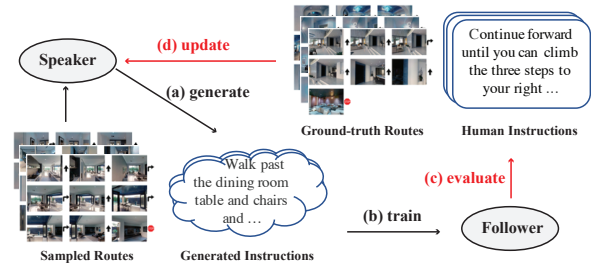 (d) update
Speaker
(a) generate
Continue forward
until you can climb
the three steps to
your right ...
Ground-truth Routes
Human Instructions
Walk past
the dining room
table and chairs
and ...
(c) evaluate
(b) train
Follower
Sampled Routes
Generated Instructions